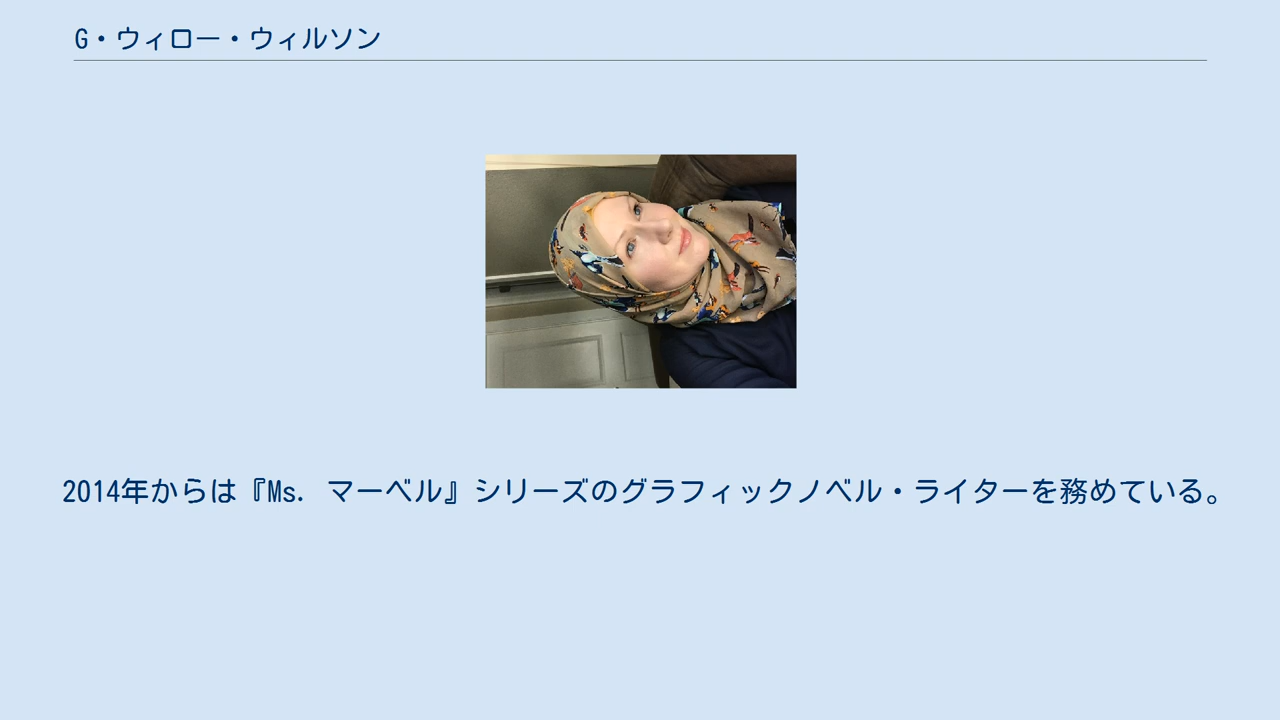 G・ウィロー・ウィルソン
2014年からは『Ms. マーベル』シリーズのグラフィックノベル・ライターを務めている。